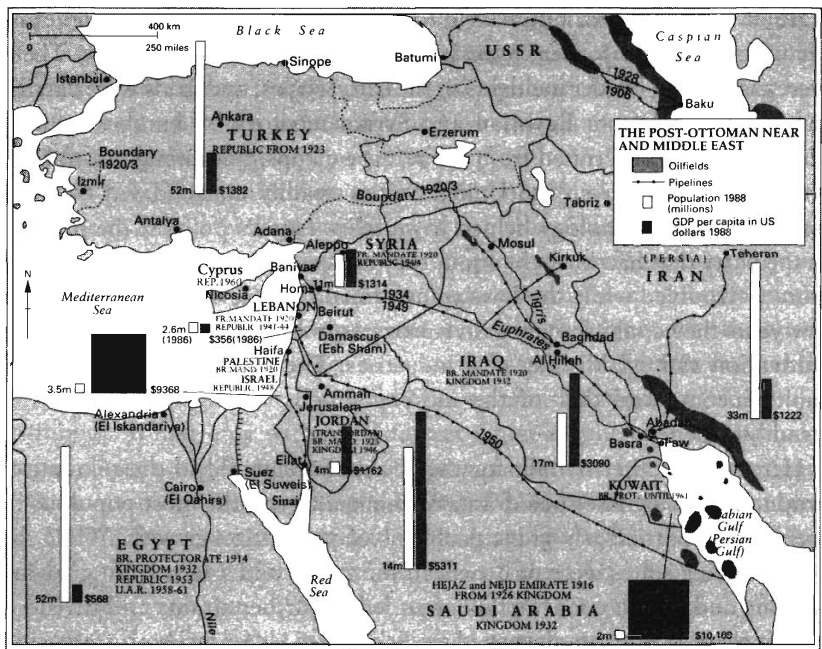 0
400 km
0
250 miles
Black Sea
Caspian
Sea
USSR
Batumi
Sinope
Istanbul
1928
1906
Baku
Ankara
TURKEY
REPUBLIC FROM 1923
Erzerum
THE POST-OTTOMAN NEAR
AND MIDDLE EAST
Oilfields
Pipelines
Population 1988
(millions)
GDP per capita in US
dollars 1988
Boundary
1920/3
Izmir
52m
$1382
Boundary 1920/3
Tabriz
Antalya
Adana
Aleppo
SYRIA
FR. MANDATE 1920
REPUBLIC
Mosul
Kirkuk
(PERSIA)
IRAN
Teheran
N
Cyprus
REP. 1960
Nicosia
Banivas
Homs
11m
$1314
1934
1949
Tigris
Mediterranean
Sea
LEBANON
FR. MANDATE 1920
REPUBLIC 1941-44
Beirut
2.6m
(1986)
$356(1986)
Damascus
(Esh Sham)
Euphrates
Baghdad
Al Hilleh
Haifa
PALESTINE
BR. MAND 1920
ISRAEL
REPUBLIC 1948
IRAQ
BR. MANDATE 1920
KINGDOM 1932
3.5m
$9368
Amman
Jerusalem
Alexandria
(El Iskandariya)
JORDAN
(TRANSJORDAN)
BR. MAND. 1923
KINGDOM 1946
1950
33m
$1222
Abadan
Basra
Faw
Eilat
4m
$1162
17m
$3090
Cairo
(El Qahira)
Suez
(El Suweis)
Sinai
KUWAIT
BR. PROT. UNTIL 1961
Arabian
Gulf
(Persian
Gulf)
EGYPT
BR. PROTECTORATE 1914
KINGDOM 1932
REPUBLIC 1953
U.A.R. 1958-61
14m
$5311
52m
$568
Red
Sea
Nile
HEJAZ and NEJD EMIRATE 1916
FROM 1926 KINGDOM
SAUDI ARABIA
KINGDOM 1932
2m